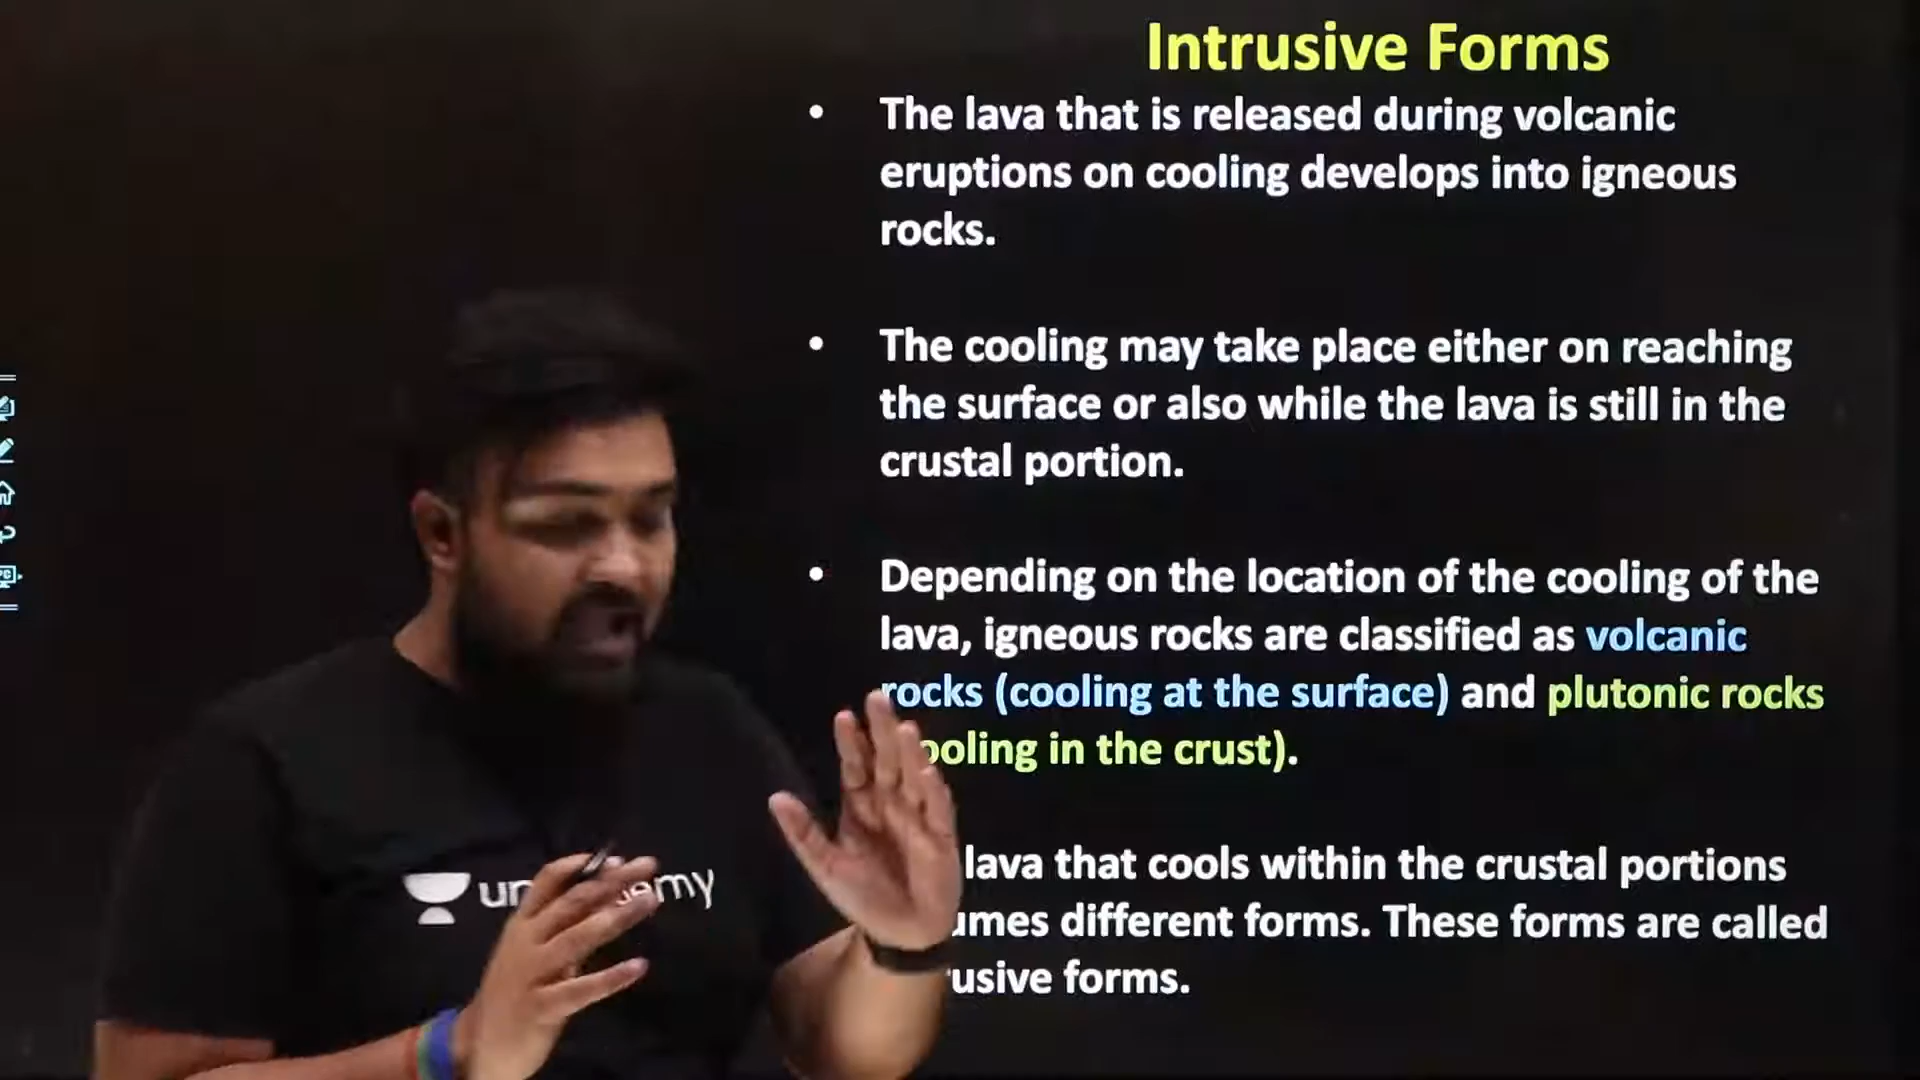 Intrusive Forms
• The lava that is released during volcanic
eruptions on cooling develops into igneous
rocks.
• The cooling may take place either on reaching
the surface or also while the lava is still in the
crustal portion.
• Depending on the location of the cooling of the
lava, igneous rocks are classified as volcanic
rocks (cooling at the surface) and plutonic rocks
ooling in the crust).
lava that cools within the crustal portions
umes different forms. These forms are called
rusive forms.
un emy